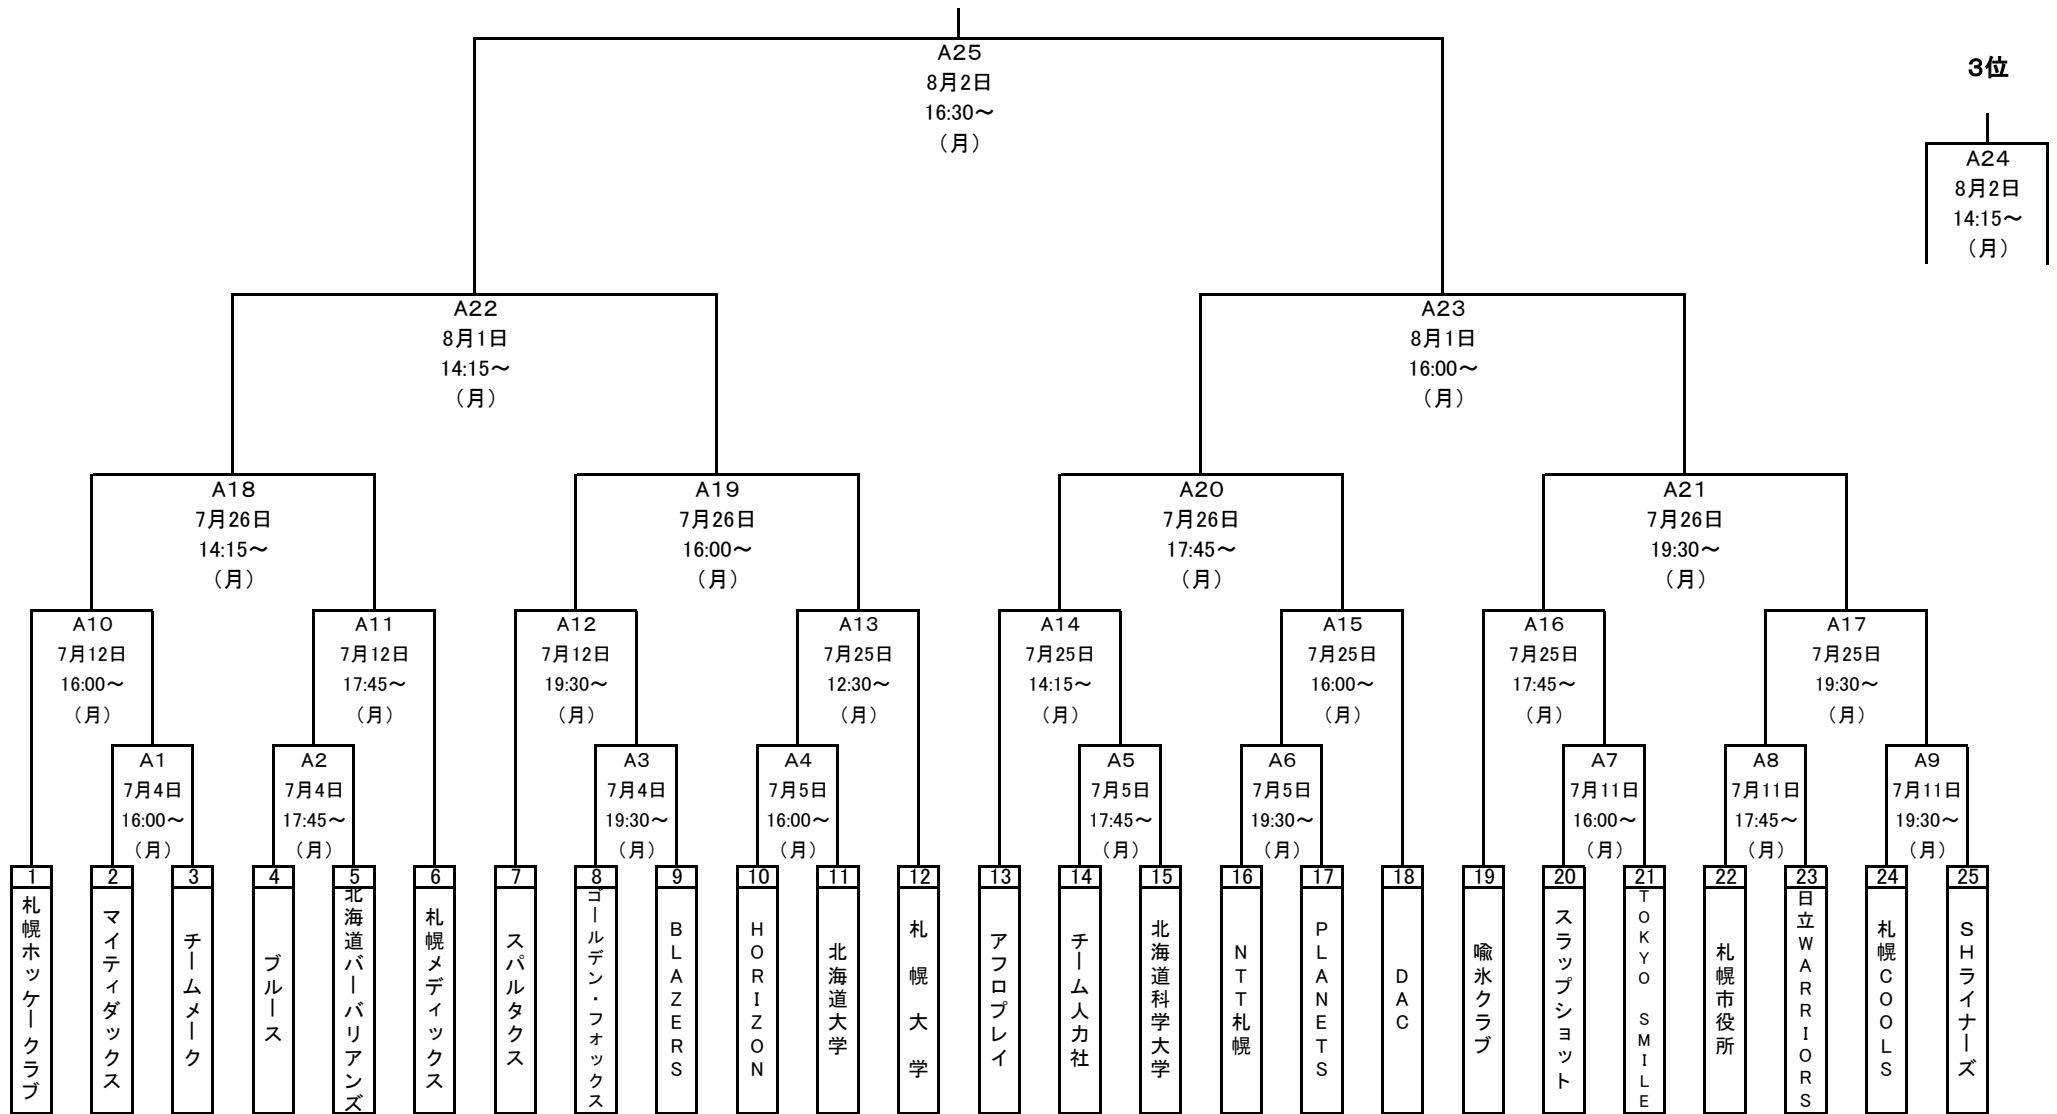 A25
8月2日
16:30～
（月）
3位
A24
8月2日
14:15～
（月）
A22
8月1日
14:15～
（月）
A23
8月1日
16:00～
（月）
A18
7月26日
14:15～
（月）
A19
7月26日
16:00～
（月）
A20
7月26日
17:45～
（月）
A21
7月26日
19:30～
（月）
A10
7月12日
16:00～
（月）
A11
7月12日
17:45～
（月）
A12
7月12日
19:30～
（月）
A13
7月25日
12:30～
（月）
A14
7月25日
14:15～
（月）
A15
7月25日
16:00～
（月）
A16
7月25日
17:45～
（月）
A17
7月25日
19:30～
（月）
A1
7月4日
16:00～
（月）
A2
7月4日
17:45～
（月）
A3
7月4日
19:30～
（月）
A4
7月5日
16:00～
（月）
A5
7月5日
17:45～
（月）
A6
7月5日
19:30～
（月）
A7
7月11日
16:00～
（月）
A8
7月11日
17:45～
（月）
A9
7月11日
19:30～
（月）
1
札幌ホッケークラブ
2
マイティダックス
3
チームメーク
4
ブルース
5
北海道バーバリアンズ
6
札幌メディックス
7
スパルタクス
8
ゴールデン・フォックス
9
BLAZERS
10
HORIZON
11
北海道大学
12
札幌大学
13
アフロプレイ
14
チーム人力社
15
北海道科学大学
16
NTT札幌
17
PLANETS
18
DAC
19
喩氷クラブ
20
スラップショット
21
TOKYO SMILE
22
札幌市役所
23
日立WARRIORS
24
札幌COOLS
25
SHライナーズ